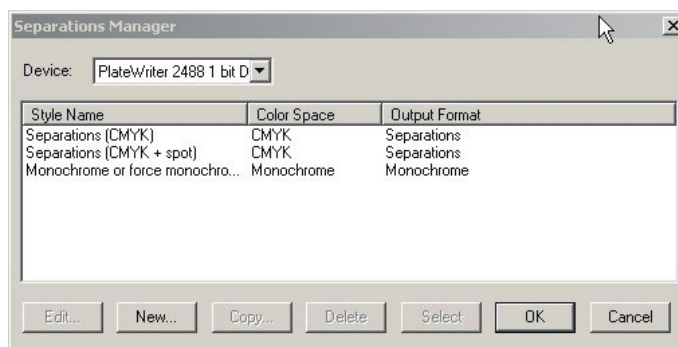 Separations Manager
Device: PlateWriter 2488 1 bit D
Style Name Color Space Output Format
Separations (CMYK) CMYK Separations
Separations (CMYK + spot) CMYK Separations
Monochrome or force monochro... Monochrome Monochrome
Edit... New... Copy... Delete Select OK Cancel